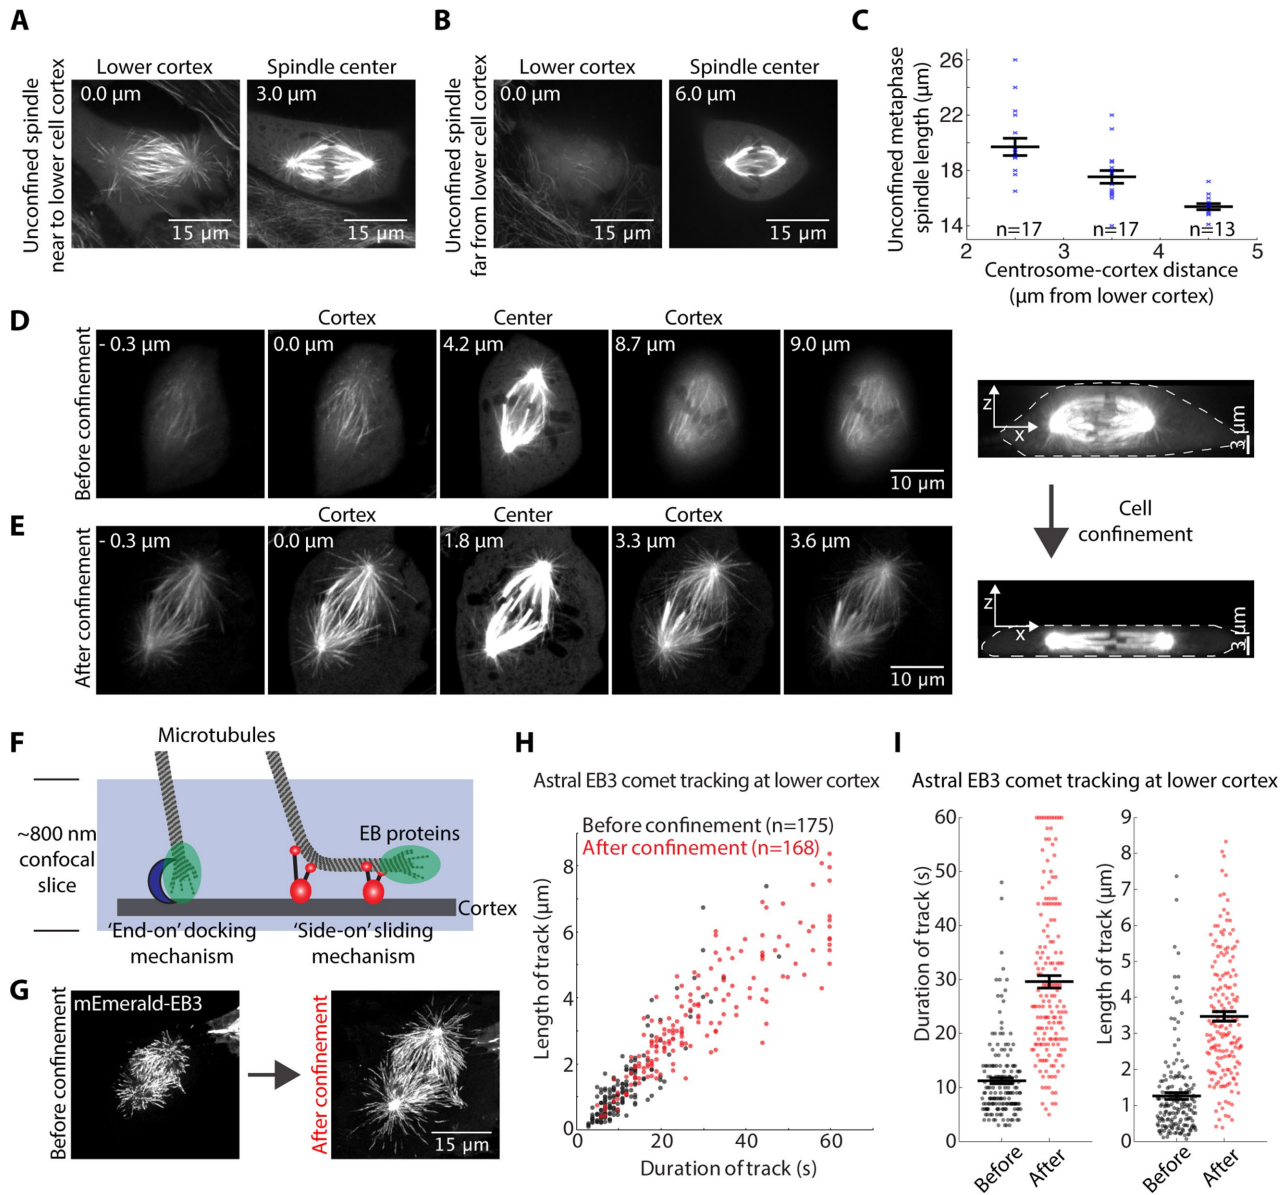 A
Lower cortex
Spindle center
Unconfined spindle
near to lower cell cortex
0.0 µm
3.0 µm
15 µm
15 µm
B
Lower cortex
Spindle center
Unconfined spindle
far from lower cell cortex
0.0 µm
6.0 µm
15 µm
15 µm
C
Unconfined metaphase
spindle length (µm)
26
22
18
14
n=17
n=17
n=13
2
3
4
5
Centrosome-cortex distance
(µm from lower cortex)
D
Cortex
Center
Cortex
Before confinement
- 0.3 µm
0.0 µm
4.2 µm
8.7 µm
9.0 µm
10 µm
z
x
3 µm
Cell
confinement
E
Cortex
Center
Cortex
After confinement
- 0.3 µm
0.0 µm
1.8 µm
3.3 µm
3.6 µm
10 µm
z
x
3 µm
F
Microtubules
~800 nm
confocal
slice
EB proteins
Cortex
'End-on' docking
mechanism
'Side-on' sliding
mechanism
G
Before confinement
mEmerald-EB3
After confinement
15 µm
H
Astral EB3 comet tracking at lower cortex
Before confinement (n=175)
After confinement (n=168)
Length of track (µm)
8
6
4
2
0
0
20
40
60
Duration of track (s)
I
Astral EB3 comet tracking at lower cortex
Duration of track (s)
60
50
40
30
20
10
0
Before
After
Length of track (µm)
9
8
7
6
5
4
3
2
1
0
Before
After